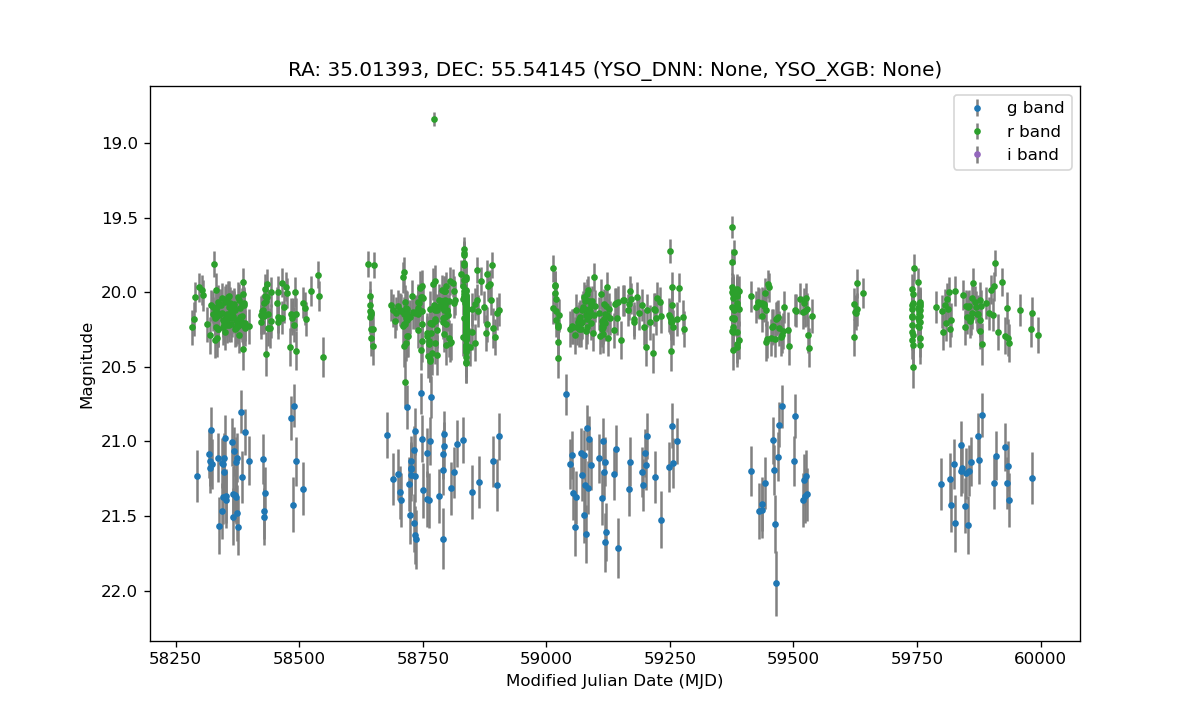 RA: 35.01393, DEC: 55.54145 (YSO_DNN: None, YSO_XGB: None)
g band
r band
i band
19.0
19.5
20.0
20.5
21.0
21.5
22.0
Magnitude
58250
58500
58750
59000
59250
59500
59750
60000
Modified Julian Date (MJD)